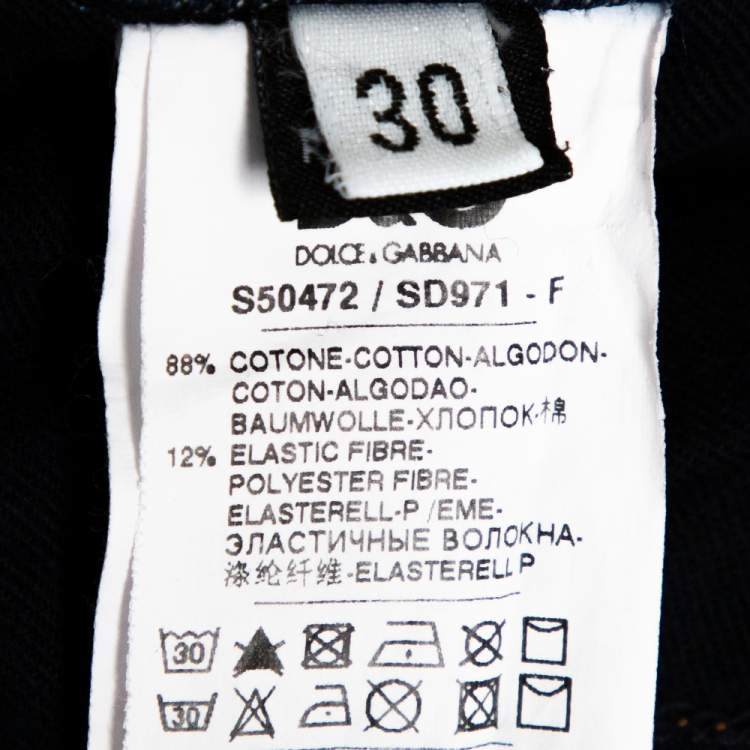 30
DOLCE & GABBANA
S50472 / SD971 - F
88% COTONE-COTTON-ALGODON-
COTON-ALGODAO-
BAUMWOLLE-ХЛОПОК-棉
12% ELASTIC FIBRE-
POLYESTER FIBRE-
ELASTERELL-P /EME-
ЭЛАСТИЧНЫЕ ВОЛОКНА-
涤纶纤维-ELASTERELL P
30
30